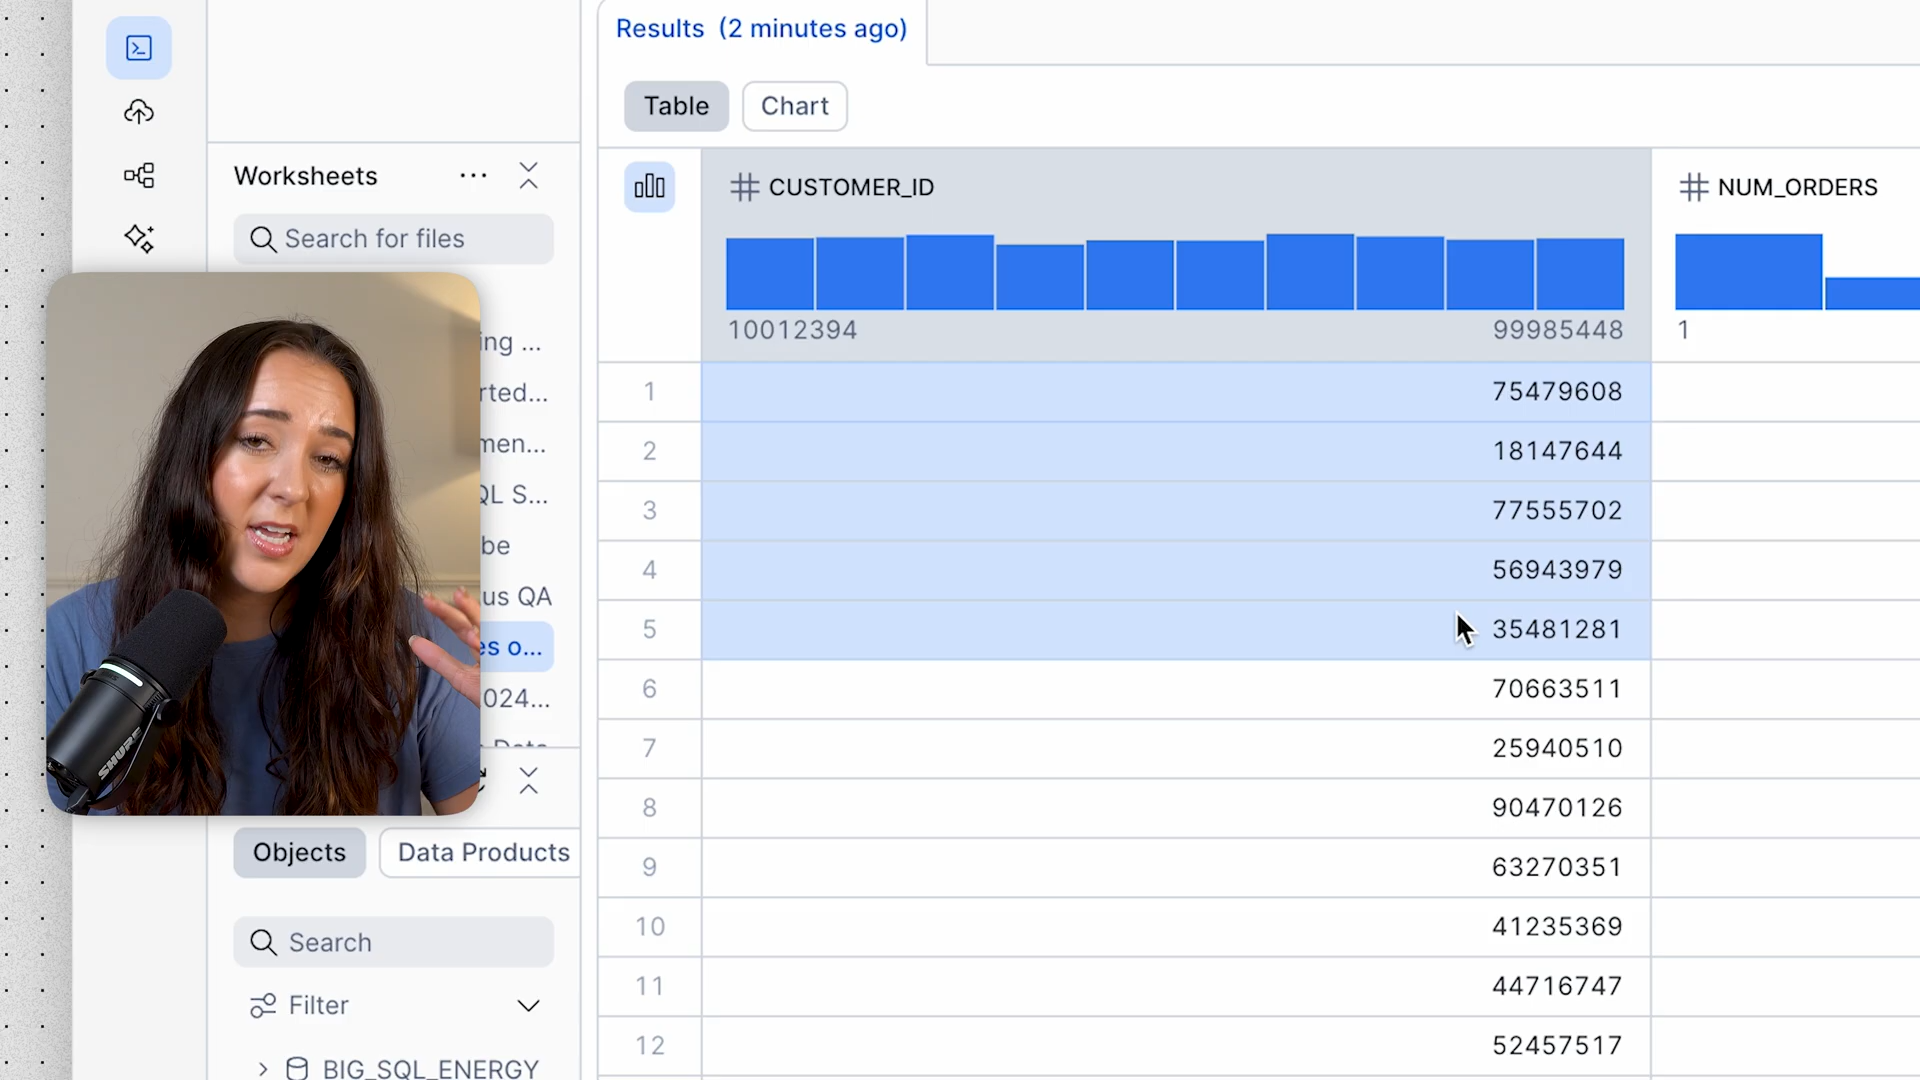 Results (2 minutes ago)
Table
Chart
Worksheets
...
Search for files
CUSTOMER_ID
NUM_ORDERS
10012394
99985448
1
ing ...
rted...
men...
QL S...
be
us QA
es o...
024...
Data
1 75479608
2 18147644
3 77555702
4 56943979
5 35481281
6 70663511
7 25940510
8 90470126
9 63270351
10 41235369
11 44716747
12 52457517
SHURE
Objects
Data Products
Search
Filter
BIG_SQL_ENERGY